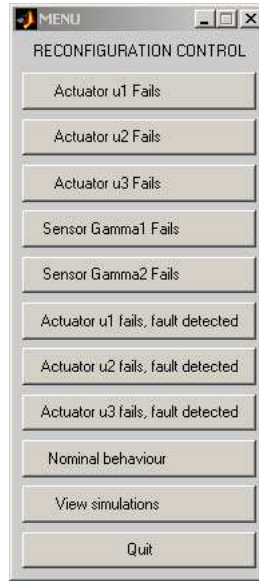 MENU
RECONFIGURATION CONTROL
Actuator u1 Fails
Actuator u2 Fails
Actuator u3 Fails
Sensor Gamma1 Fails
Sensor Gamma2 Fails
Actuator u1 fails, fault detected
Actuator u2 fails, fault detected
Actuator u3 fails, fault detected
Nominal behaviour
View simulations
Quit